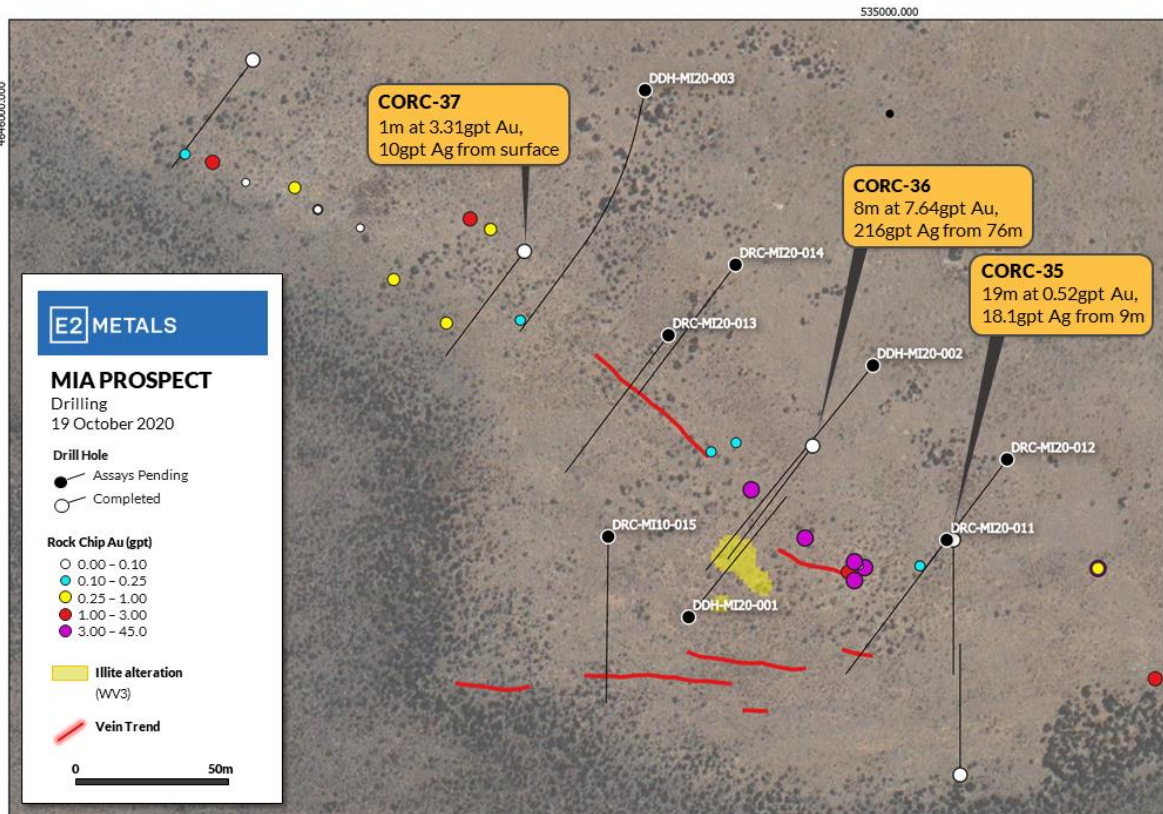 535000.000
4646000.000
DDH-MI20-003
CORC-37
1m at 3.31gpt Au,
10gpt Ag from surface
CORC-36
8m at 7.64gpt Au,
216gpt Ag from 76m
DRC-MI20-014
CORC-35
19m at 0.52gpt Au,
18.1gpt Ag from 9m
DRC-MI20-013
DDH-MI20-002
DRC-MI20-012
DRC-MI10-015
DRC-MI20-011
DDH-MI20-001
E2 METALS
MIA PROSPECT
Drilling
19 October 2020
Drill Hole
Assays Pending
Completed
Rock Chip Au (gpt)
0.00 – 0.10
0.10 – 0.25
0.25 – 1.00
1.00 – 3.00
3.00 – 45.0
Illite alteration
(WV3)
Vein Trend
0 50m